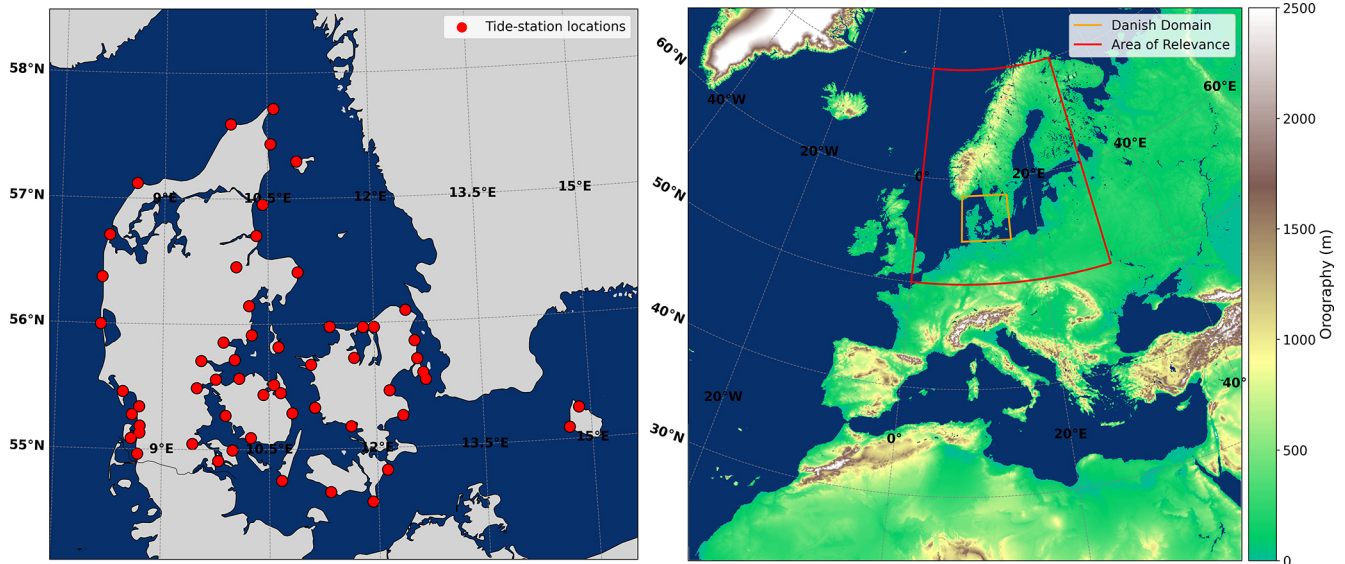 Tide-station locations
58°N
57°N
56°N
55°N
9°E
10.5°E
12°E
13.5°E
15°E
9°E
10.5°E
12°E
13.5°E
15°E
Danish Domain
Area of Relevance
60°N
50°N
40°N
30°N
40°W
20°W
0°
20°E
40°E
60°E
20°W
0°
20°E
40°
2500
2000
1500
1000
500
0
Orography (m)